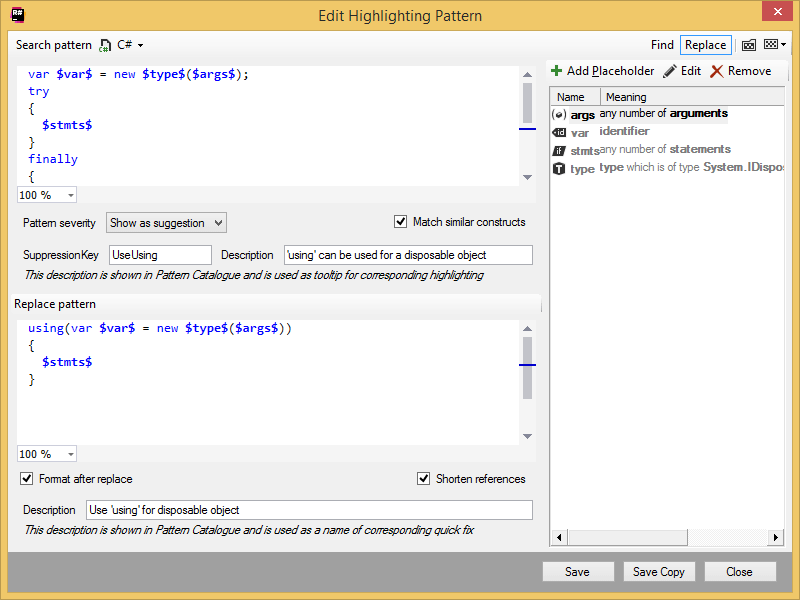 R#
Edit Highlighting Pattern
Search pattern C#
Find Replace
var $var$ = new $type$($args$);
try
{
$stmts$
}
finally
{
100 %
Pattern severity Show as suggestion Match similar constructs
SuppressionKey UseUsing Description 'using' can be used for a disposable object
This description is shown in Pattern Catalogue and is used as tooltip for corresponding highlighting
Replace pattern
using(var $var$ = new $type$($args$))
{
$stmts$
}
100 %
Format after replace Shorten references
Description Use 'using' for disposable object
This description is shown in Pattern Catalogue and is used as a name of corresponding quick fix
Add Placeholder Edit Remove
Name Meaning
args any number of arguments
id var identifier
if stmts any number of statements
T type type which is of type System.IDispo
Save Save Copy Close